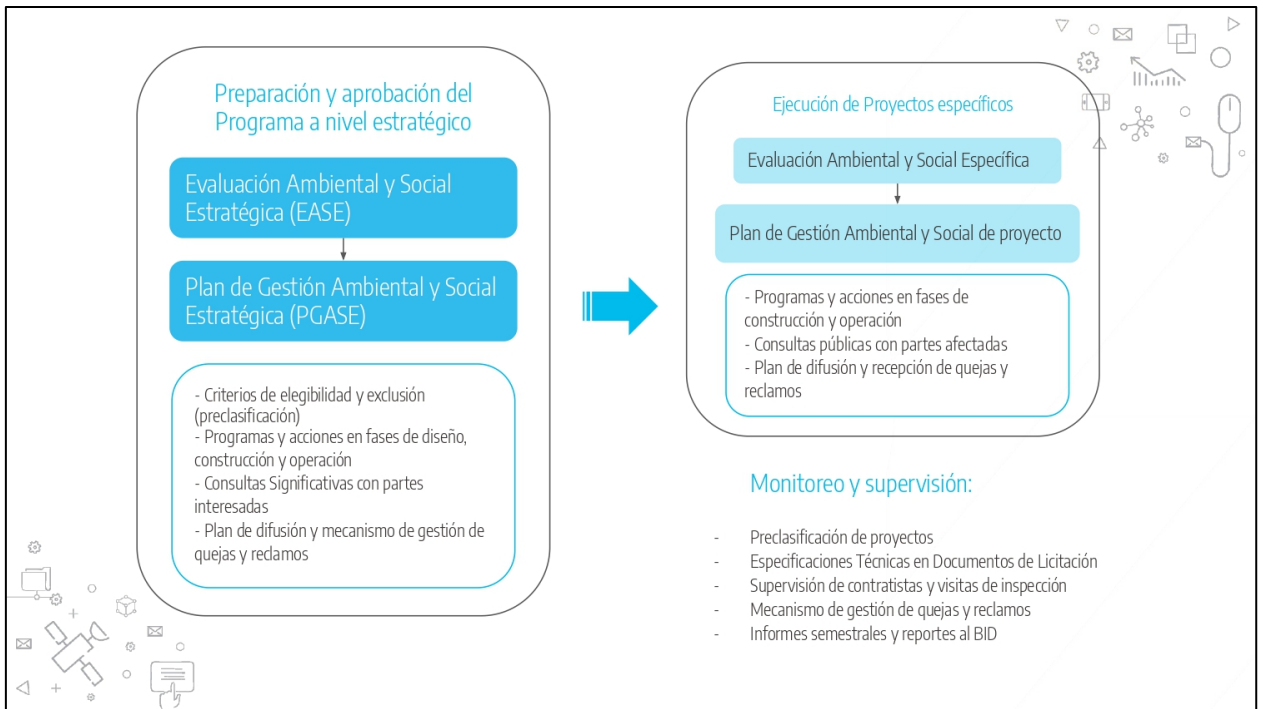 Preparación y aprobación del
Programa a nivel estratégico
Evaluación Ambiental y Social
Estratégica (EASE)
Plan de Gestión Ambiental y Social
Estratégica (PGASE)
- Criterios de elegibilidad y exclusión
(preclasificación)
- Programas y acciones en fases de diseño,
construcción y operación
- Consultas Significativas con partes
interesadas
- Plan de difusión y mecanismo de gestión de
quejas y reclamos
Ejecución de Proyectos específicos
Evaluación Ambiental y Social Específica
Plan de Gestión Ambiental y Social de proyecto
- Programas y acciones en fases de
construcción y operación
- Consultas públicas con partes afectadas
- Plan de difusión y recepción de quejas y
reclamos
Monitoreo y supervisión:
- Preclasificación de proyectos
- Especificaciones Técnicas en Documentos de Licitación
- Supervisión de contratistas y visitas de inspección
- Mecanismo de gestión de quejas y reclamos
- Informes semestrales y reportes al BID